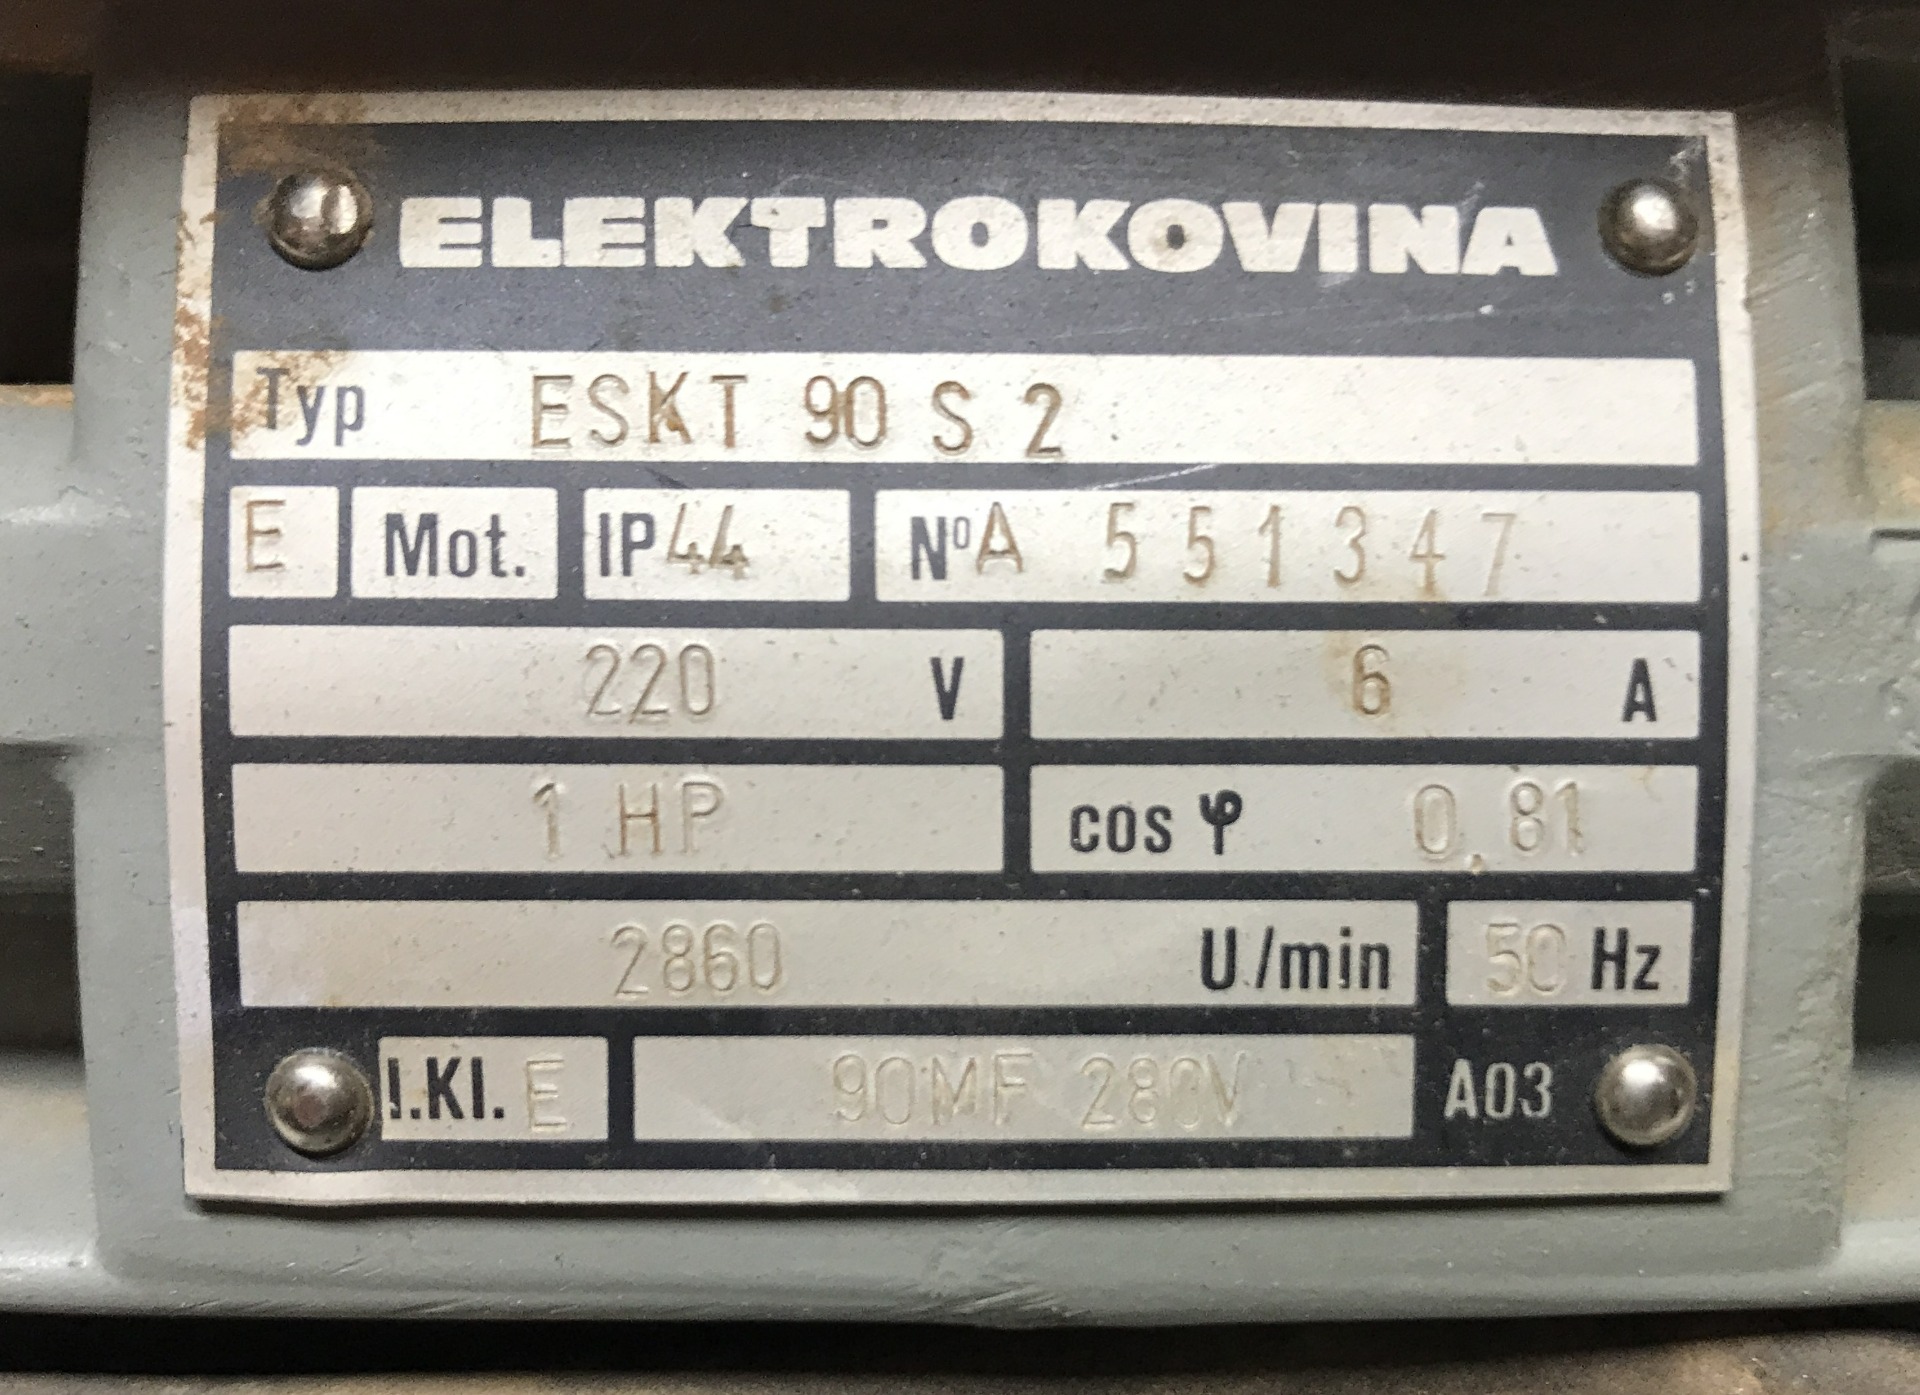 ELEKTROKOVINA
Typ ESKT 90 S 2
E Mot. IP44 NºA 551347
220 V 6 A
1 HP cos φ 0,81
2860 U/min 50 Hz
I.Kl. E 90MF 280V A03